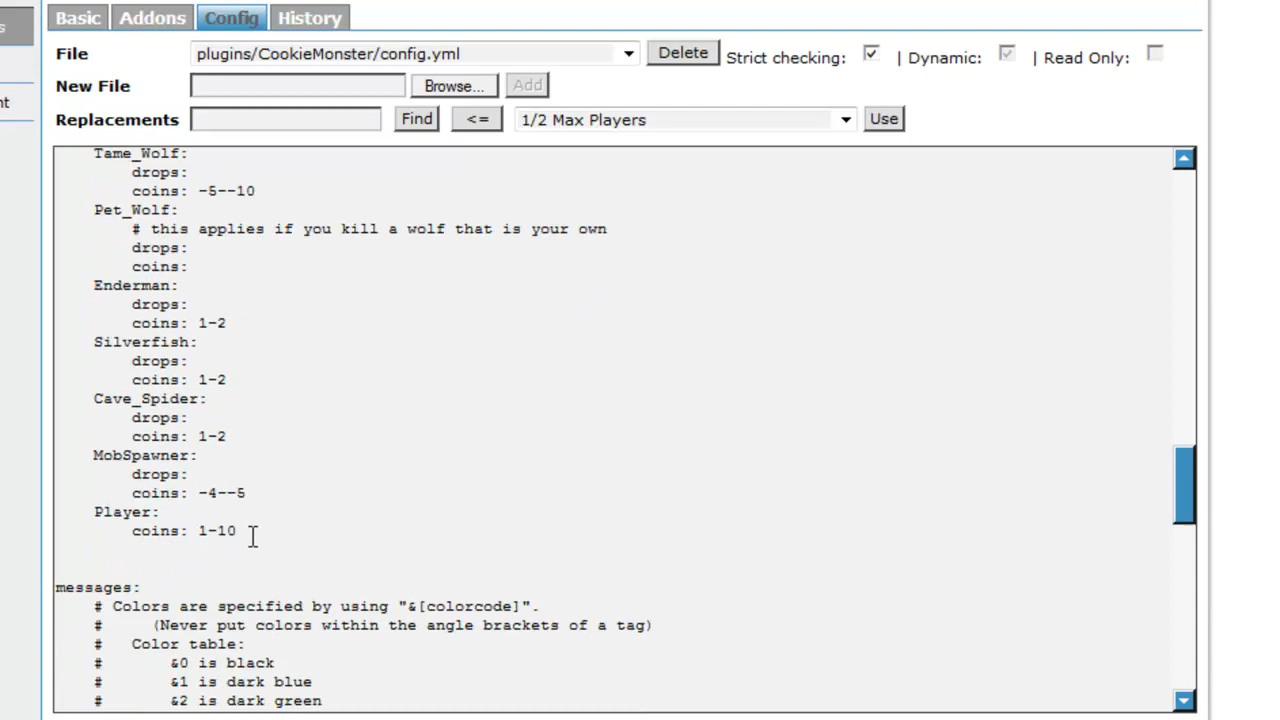 Basic Addons Config History
s
File plugins/CookieMonster/config.yml Delete Strict checking: | Dynamic: | Read Only:
New File Browse... Add
nt
Replacements Find <= 1/2 Max Players Use
Tame_Wolf:
drops:
coins: -5--10
Pet_Wolf:
# this applies if you kill a wolf that is your own
drops:
coins:
Enderman:
drops:
coins: 1-2
Silverfish:
drops:
coins: 1-2
Cave_Spider:
drops:
coins: 1-2
MobSpawner:
drops:
coins: -4--5
Player:
coins: 1-10
messages:
# Colors are specified by using "&[colorcode]".
# (Never put colors within the angle brackets of a tag)
# Color table:
# &0 is black
# &1 is dark blue
# &2 is dark green